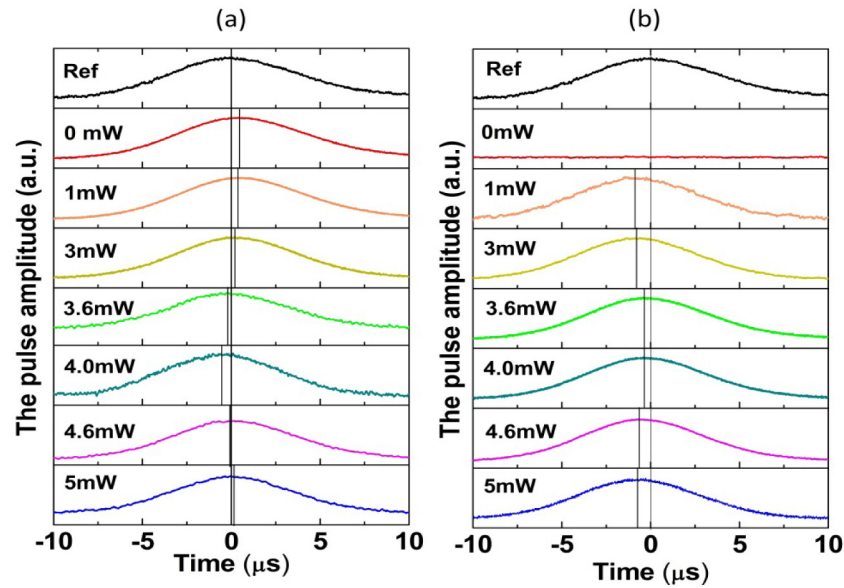 (a)
The pulse amplitude (a.u.)
Ref
0 mW
1mW
3mW
3.6mW
4.0mW
4.6mW
5mW
-10 -5 0 5 10
Time (μs)
(b)
The pulse amplitude (a.u.)
Ref
0mW
1mW
3mW
3.6mW
4.0mW
4.6mW
5mW
-10 -5 0 5 10
Time (μs)